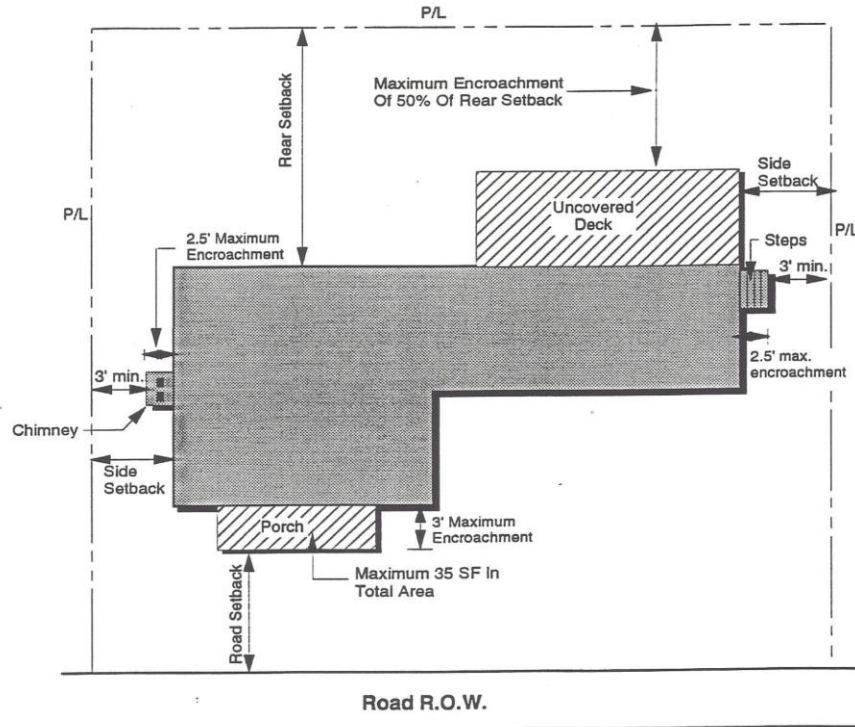 P/L
Maximum Encroachment
Of 50% Of Rear Setback
Rear Setback
Side
Setback
P/L
P/L
2.5' Maximum
Encroachment
Uncovered
Deck
Steps
3' min.
2.5' max.
encroachment
3' min.
Chimney
Side
Setback
Porch
3' Maximum
Encroachment
Maximum 35 SF In
Total Area
Road Setback
Road R.O.W.